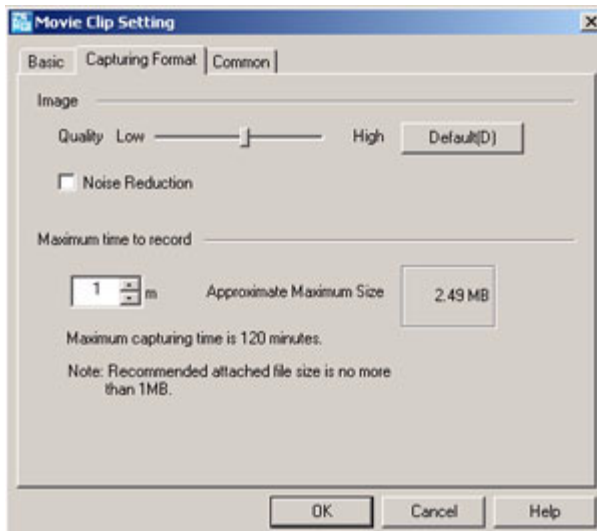 Movie Clip Setting
Basic Capturing Format Common
Image
Quality Low High Default(D)
Noise Reduction
Maximum time to record
1 m Approximate Maximum Size 2.49 MB
Maximum capturing time is 120 minutes.
Note: Recommended attached file size is no more
than 1MB.
OK Cancel Help